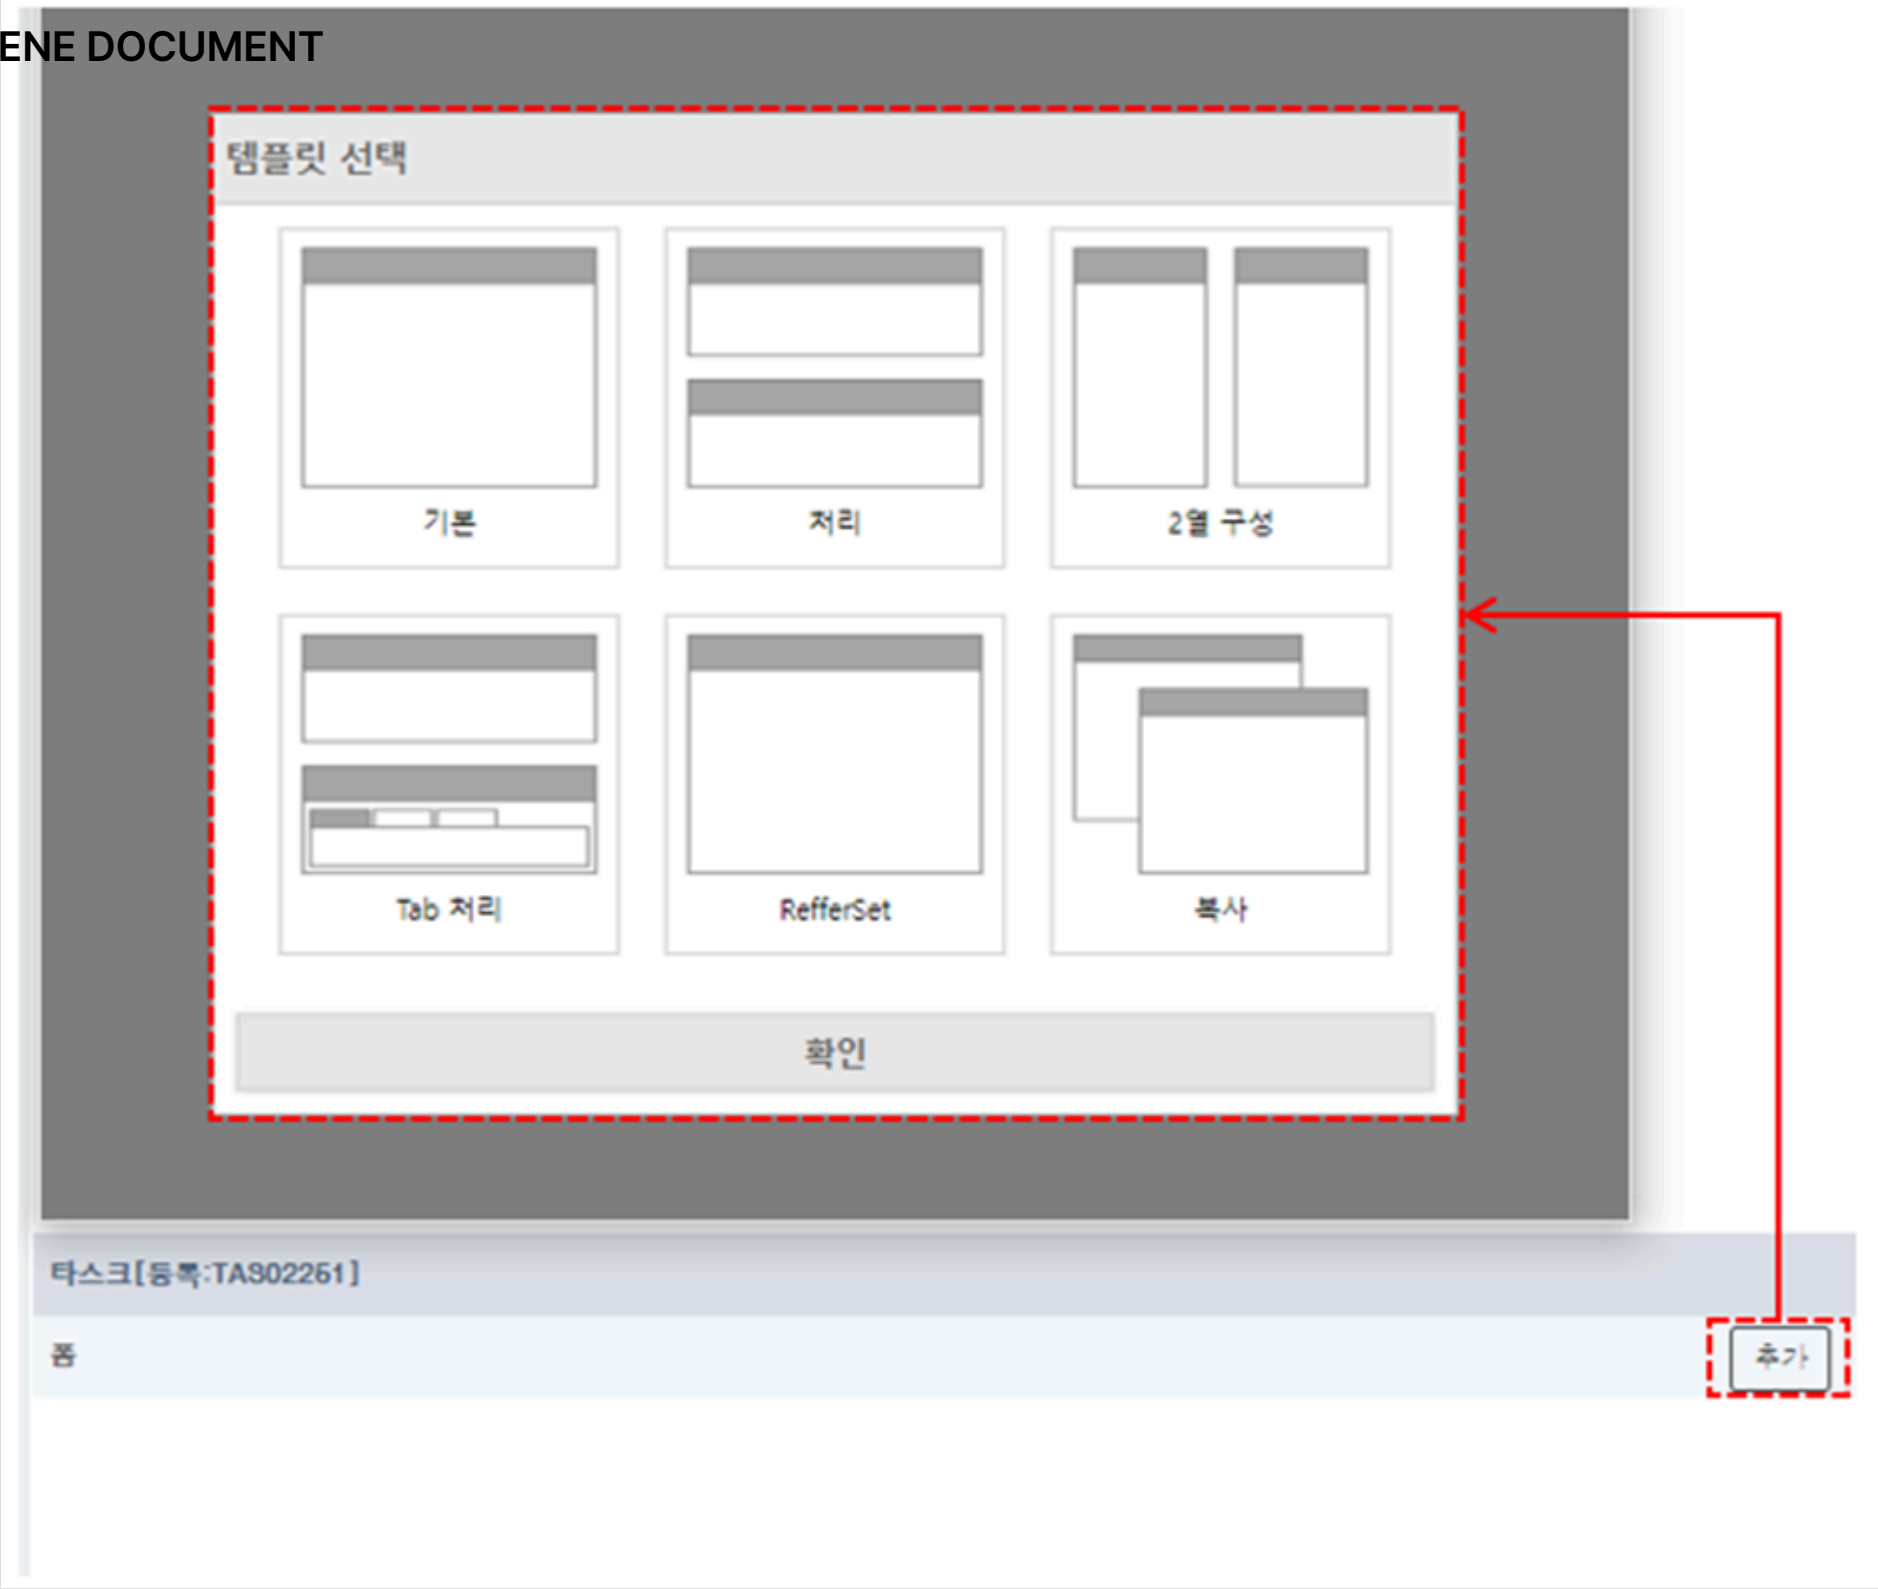 ENE DOCUMENT
템플릿 선택
기본
처리
2열 구성
Tab 처리
RefferSet
복사
확인
타스크[등록:TAS02251]
폼
추가